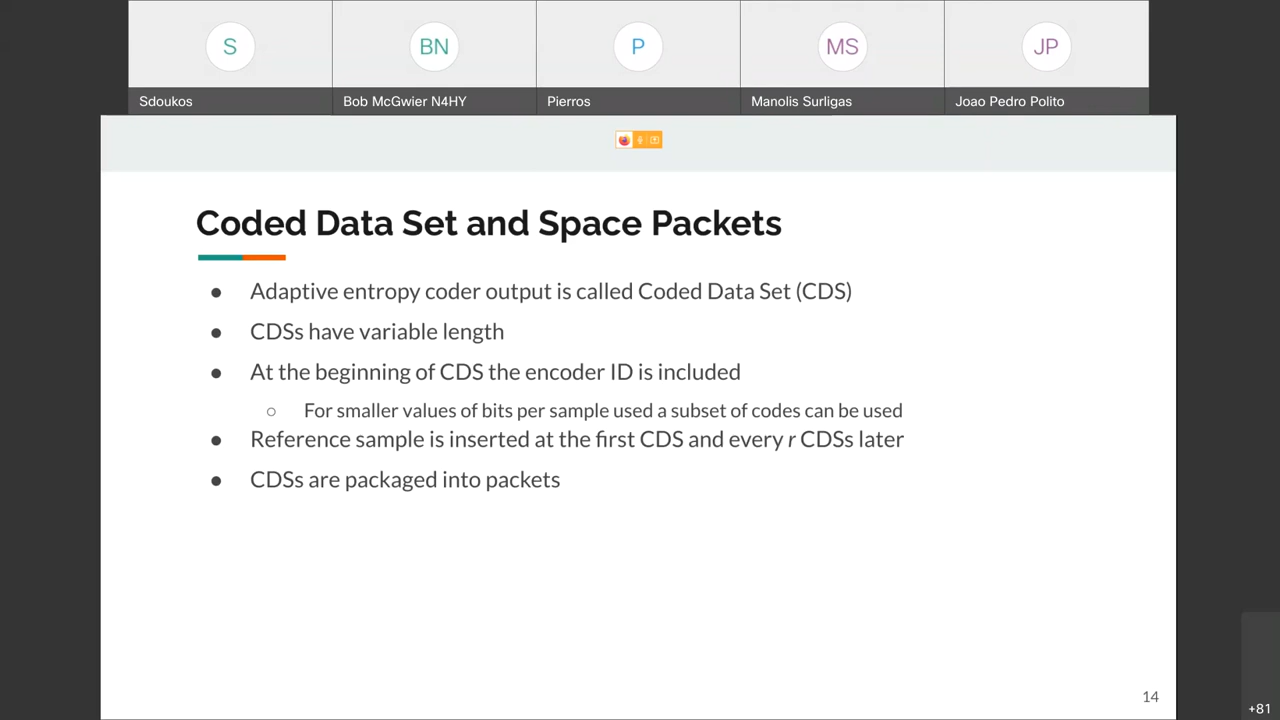 S
BN
P
MS
JP
Sdoukos
Bob McGwier N4HY
Pierros
Manolis Surligas
Joao Pedro Polito
Coded Data Set and Space Packets
● Adaptive entropy coder output is called Coded Data Set (CDS)
● CDSs have variable length
● At the beginning of CDS the encoder ID is included
○ For smaller values of bits per sample used a subset of codes can be used
● Reference sample is inserted at the first CDS and every r CDSs later
● CDSs are packaged into packets
14
+81